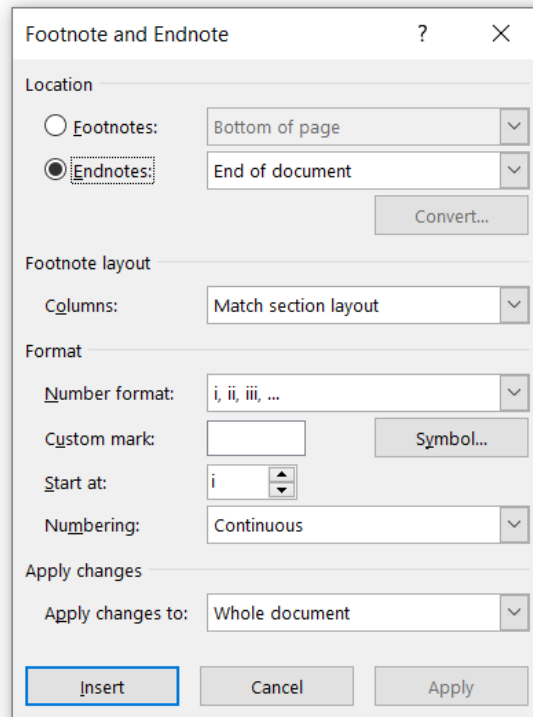 Footnote and Endnote ?
Location
Footnotes: Bottom of page
Endnotes: End of document
Convert...
Footnote layout
Columns: Match section layout
Format
Number format: i, ii, iii, ...
Custom mark: Symbol...
Start at: i
Numbering: Continuous
Apply changes
Apply changes to: Whole document
Insert Cancel Apply